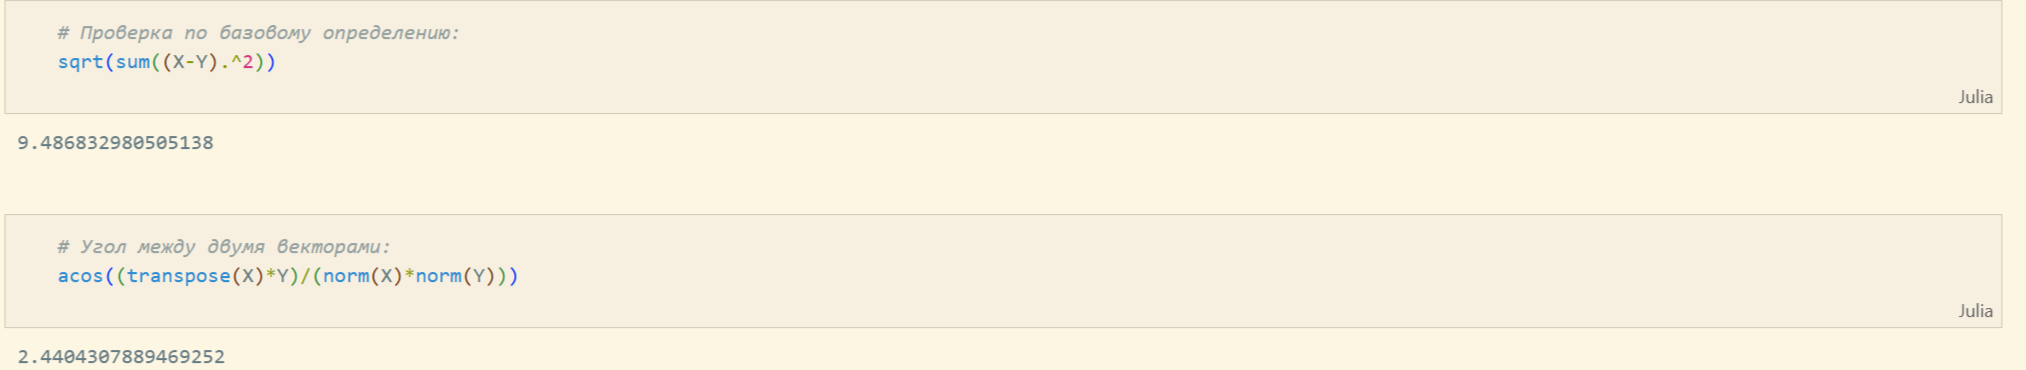 # Проверка по базовому определению:
sqrt(sum((X-Y).^2))
Julia
9.486832980505138
# Угол между двумя векторами:
acos((transpose(X)*Y)/(norm(X)*norm(Y)))
Julia
2.4404307889469252